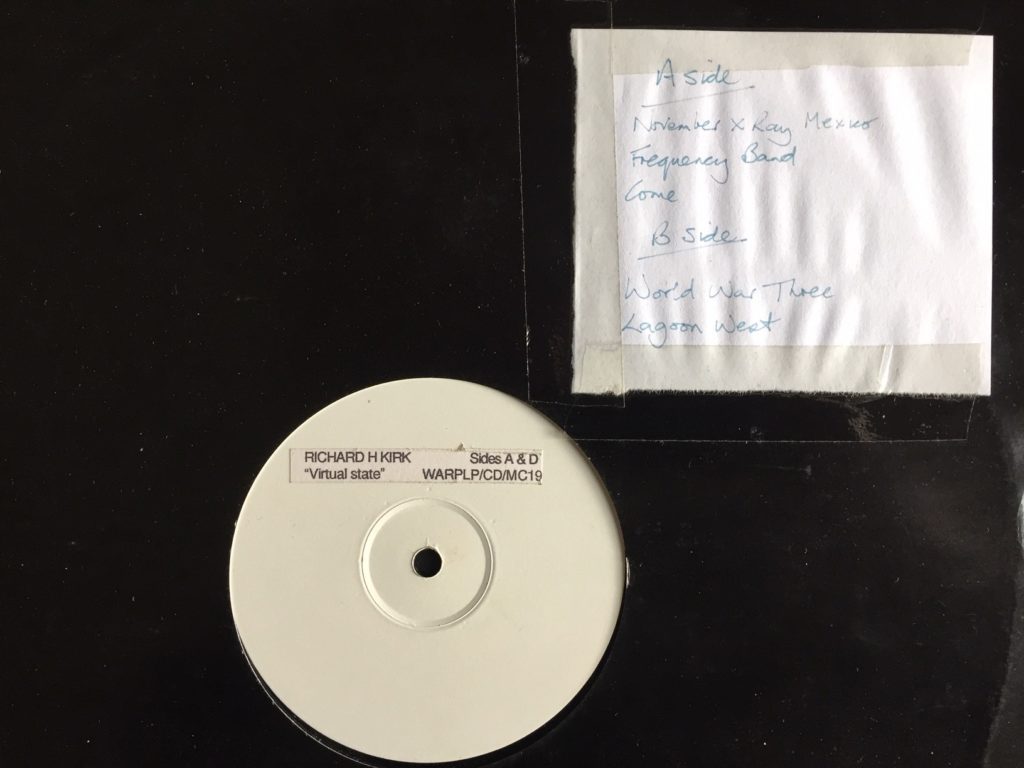 A side
November X Ray Mexico
Frequency Band
Come
B side
World War Three
Lagoon West
RICHARD H KIRK Sides A & D
"Virtual state" WARPLP/CD/MC19